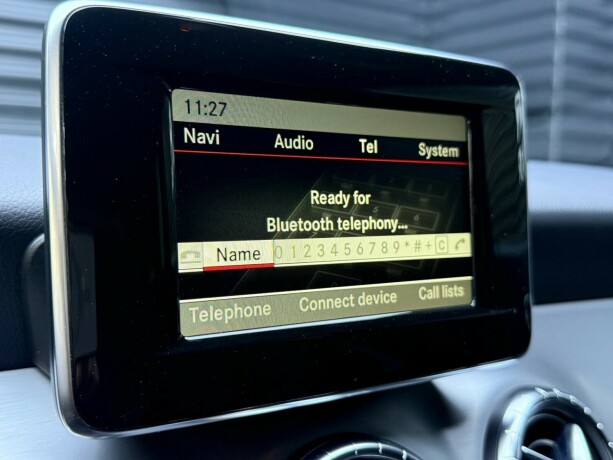 11:27
Navi Audio Tel System
Ready for
Bluetooth telephony...
Name 0 1 2 3 4 5 6 7 8 9 * # + C
Telephone Connect device Call lists